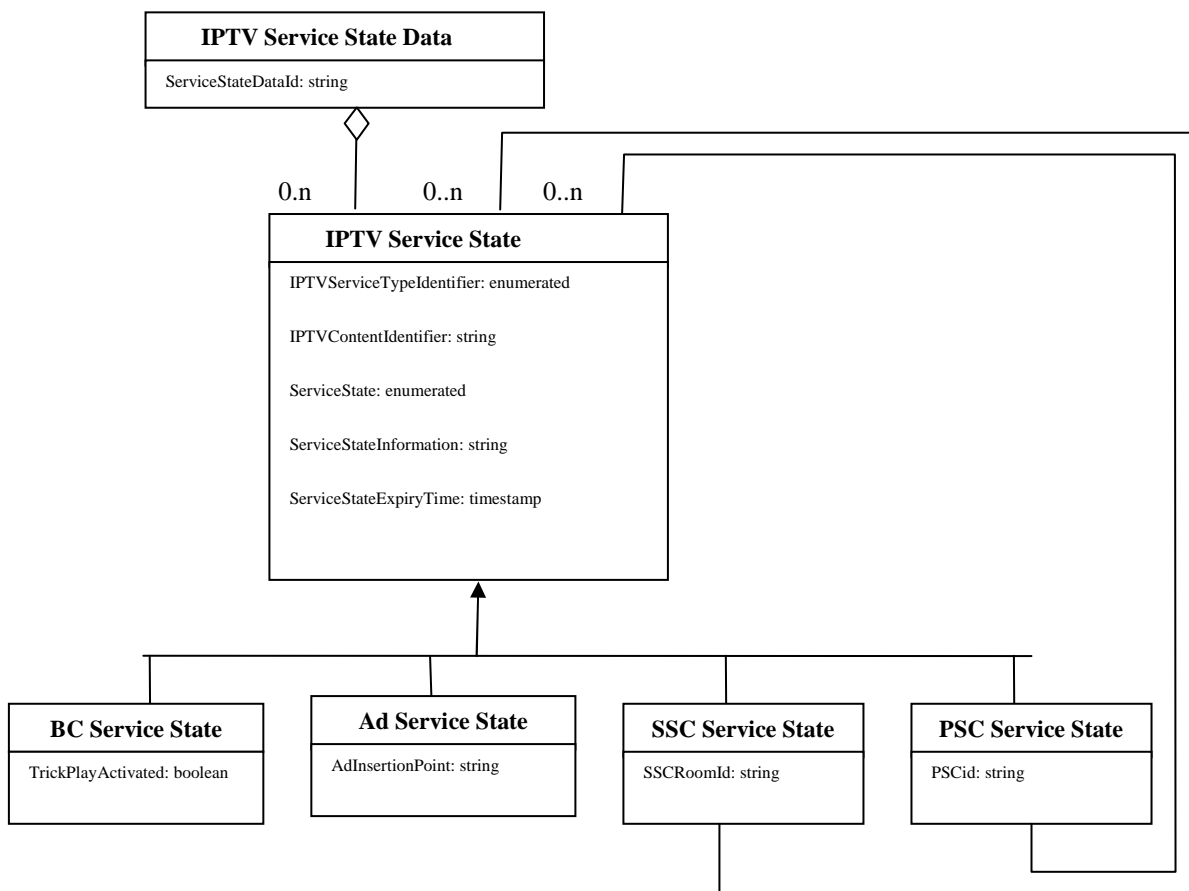 IPTV Service State Data
ServiceStateDataId: string
0.n
0..n
0..n
IPTV Service State
IPTVServiceTypeIdentifier: enumerated
IPTVContentIdentifier: string
ServiceState: enumerated
ServiceStateInformation: string
ServiceStateExpiryTime: timestamp
BC Service State
TrickPlayActivated: boolean
Ad Service State
AdInsertionPoint: string
SSC Service State
SSCRoomId: string
PSC Service State
PSCid: string